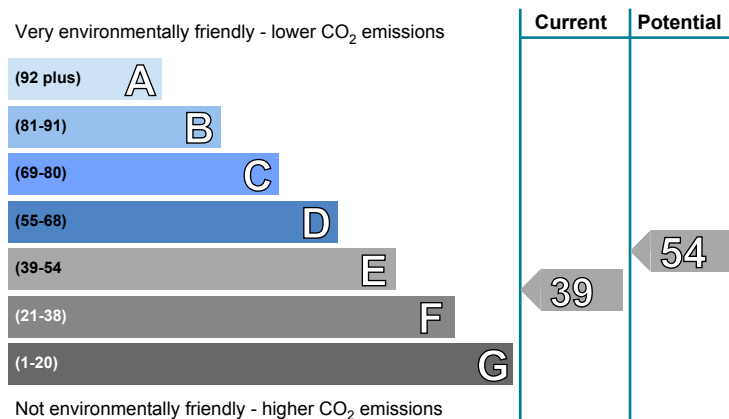 Current Potential
Very environmentally friendly - lower CO2 emissions
(92 plus) A
(81-91) B
(69-80) C
(55-68) D
54
(39-54 E
39
(21-38) F
(1-20) G
Not environmentally friendly - higher CO2 emissions